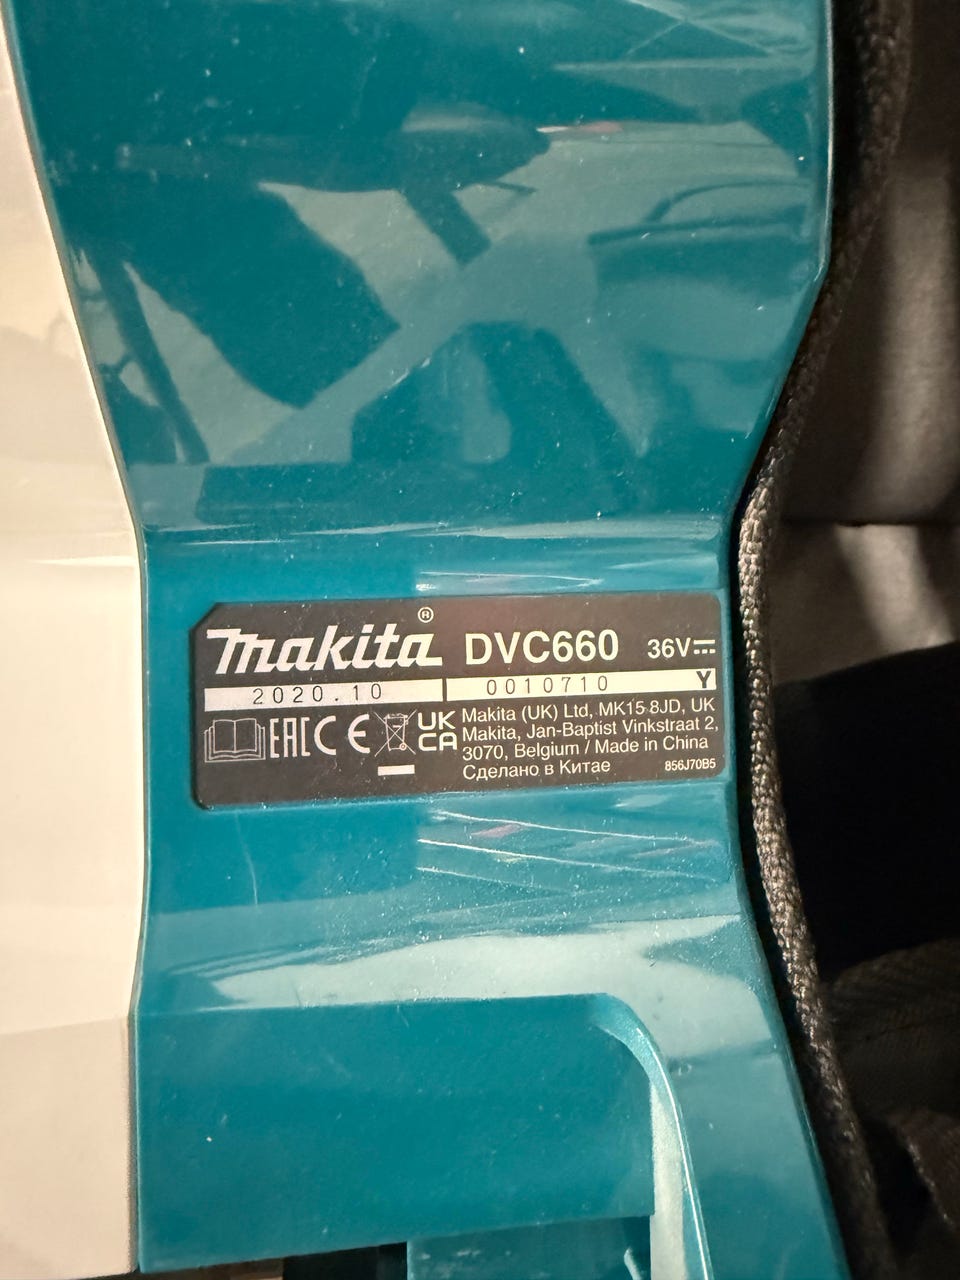 makita® DVC660 36V
2020.10 0010710 Y
EAC CE UK CA
Makita (UK) Ltd, MK15 8JD, UK
Makita, Jan-Baptist Vinkstraat 2,
3070, Belgium / Made in China
Сделано в Китае 856J70B5